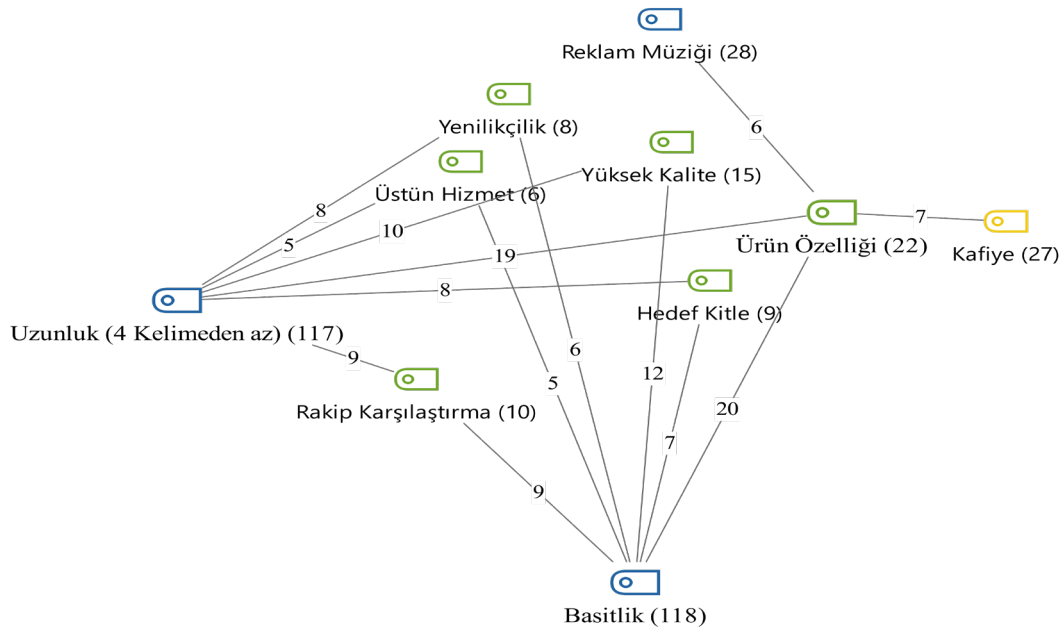 Reklam Müziği (28)
Yenilikçilik (8)
6
Üstün Hizmet (6)
Yüksek Kalite (15)
8
10
5
Ürün Özelliği (22)
7
Kafiye (27)
19
8
Hedef Kitle (9)
Uzunluk (4 Kelimeden az) (117)
9
6
12
5
Rakip Karşılaştırma (10)
20
7
9
Basitlik (118)